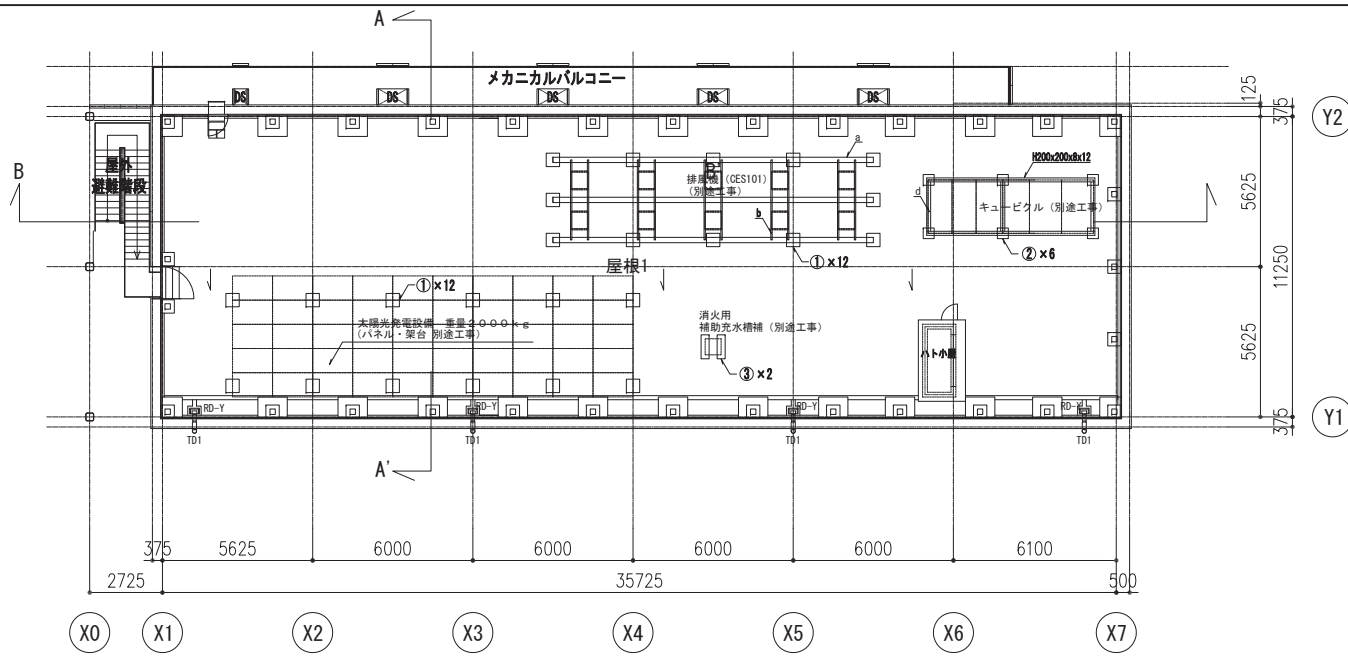 A
メカニカルバルコニー
DS
DS
DS
DS
DS
125
375
Y2
B
屋外
避難階段
a
B'
排風機(CES101)
(別途工事)
b
H200x200x8x12
d
キュービクル(別途工事)
②×6
5625
11250
①×12
屋根1
①×12
太陽光発電設備 重量2000kg
(パネル・架台 別途工事)
消火用
補助充水槽補(別途工事)
③×2
ハト小屋
5625
RD-Y
RD-Y
RD-Y
RD-Y
TD1
TD1
TD1
TD1
375
Y1
A'
375
5625
6000
6000
6000
6000
6100
2725
35725
500
X0
X1
X2
X3
X4
X5
X6
X7